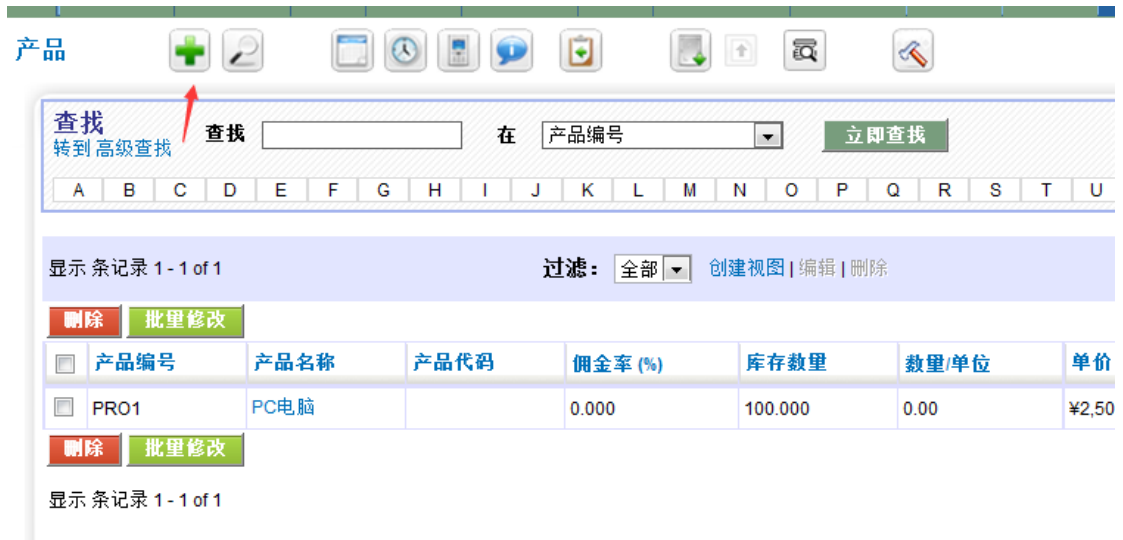 产品
查找
转到 高级查找
查找 在 产品编号 立即查找
A B C D E F G H I J K L M N O P Q R S T U
显示 条记录 1 - 1 of 1 过滤： 全部 创建视图 | 编辑 | 删除
删除 批里修改
产品编号 产品名称 产品代码 佣金率 (%) 库存数里 数里/单位 单价
PRO1 PC电脑 0.000 100.000 0.00 ¥2,50
删除 批里修改
显示 条记录 1 - 1 of 1